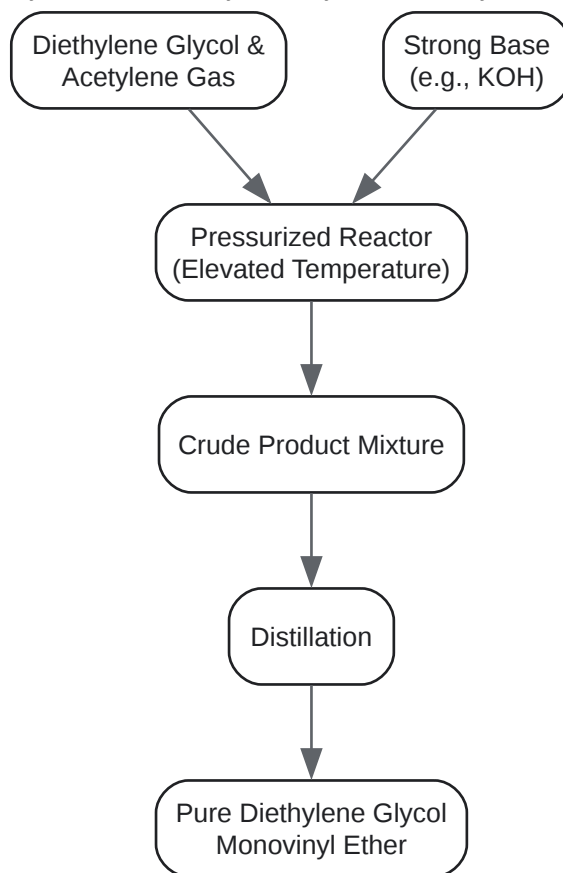 Diethylene Glycol &
Acetylene Gas
Strong Base
(e.g., KOH)
Pressurized Reactor
(Elevated Temperature)
Crude Product Mixture
Distillation
Pure Diethylene Glycol
Monovinyl Ether